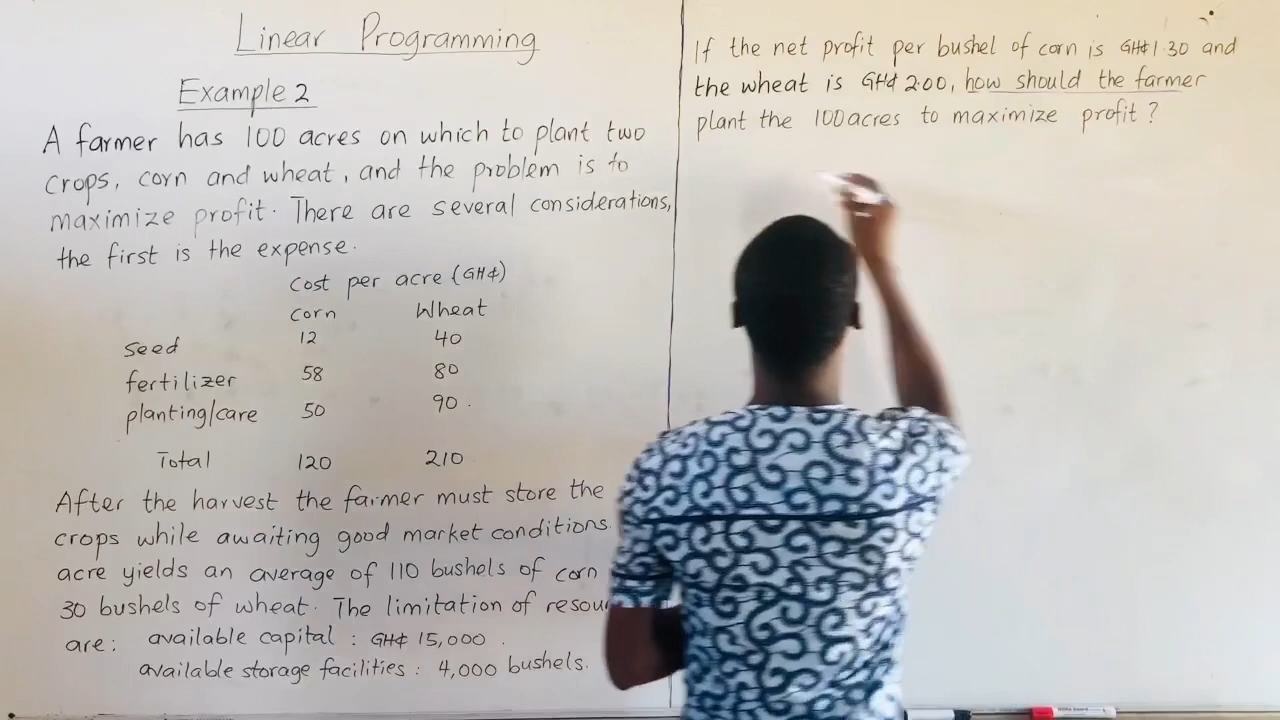 Linear Programming
Example 2
A farmer has 100 acres on which to plant two
crops, corn and wheat, and the problem is to
maximize profit. There are several considerations,
the first is the expense.
Cost per acre (GH¢)
Corn Wheat
Seed 12 40
fertilizer 58 80
planting/care 50 90
Total 120 210
After the harvest the farmer must store the
crops while awaiting good market conditions.
acre yields an average of 110 bushels of corn
30 bushels of wheat. The limitation of
are: available capital : GH¢ 15,000.
available storage facilities : 4,000 bushels.
If the net profit per bushel of corn is GH¢1.30 and
the wheat is GH¢ 2.00, how should the farmer
plant the 100acres to maximize profit?